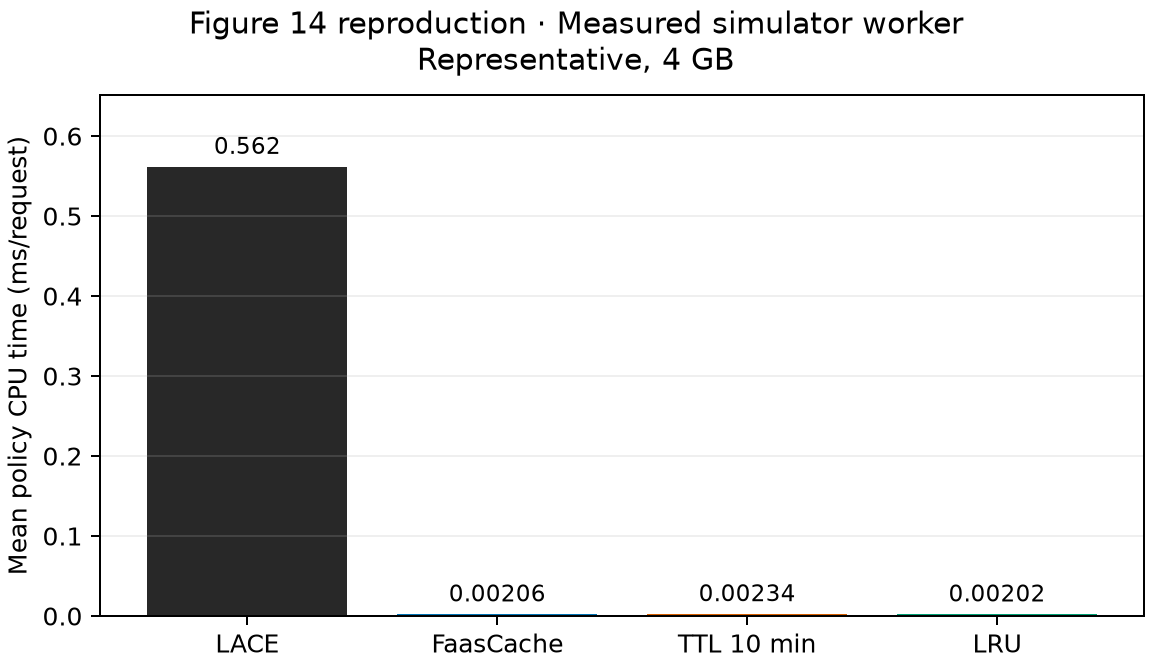 Figure 14 reproduction · Measured simulator worker
Representative, 4 GB
Mean policy CPU time (ms/request)
0.6
0.5
0.4
0.3
0.2
0.1
0.0
0.562
0.00206
0.00234
0.00202
LACE
FaasCache
TTL 10 min
LRU